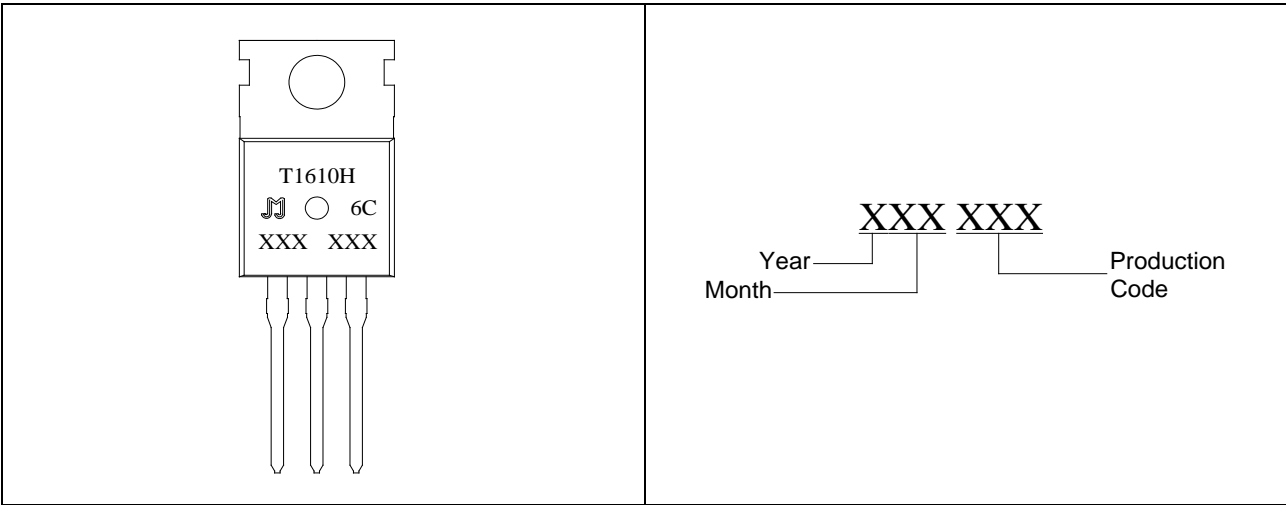 T1610H
6C
XXX XXX
XXX XXX
Year
Month
Production
Code